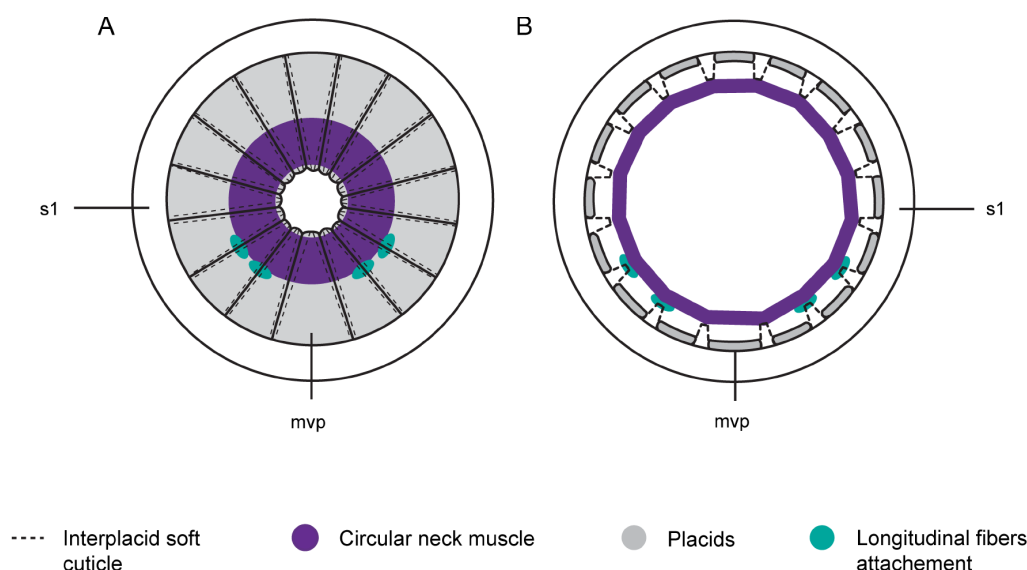 A
B
s1
s1
mvp
mvp
Interplacid soft
cuticle
Circular neck muscle
Placids
Longitudinal fibers
attachement